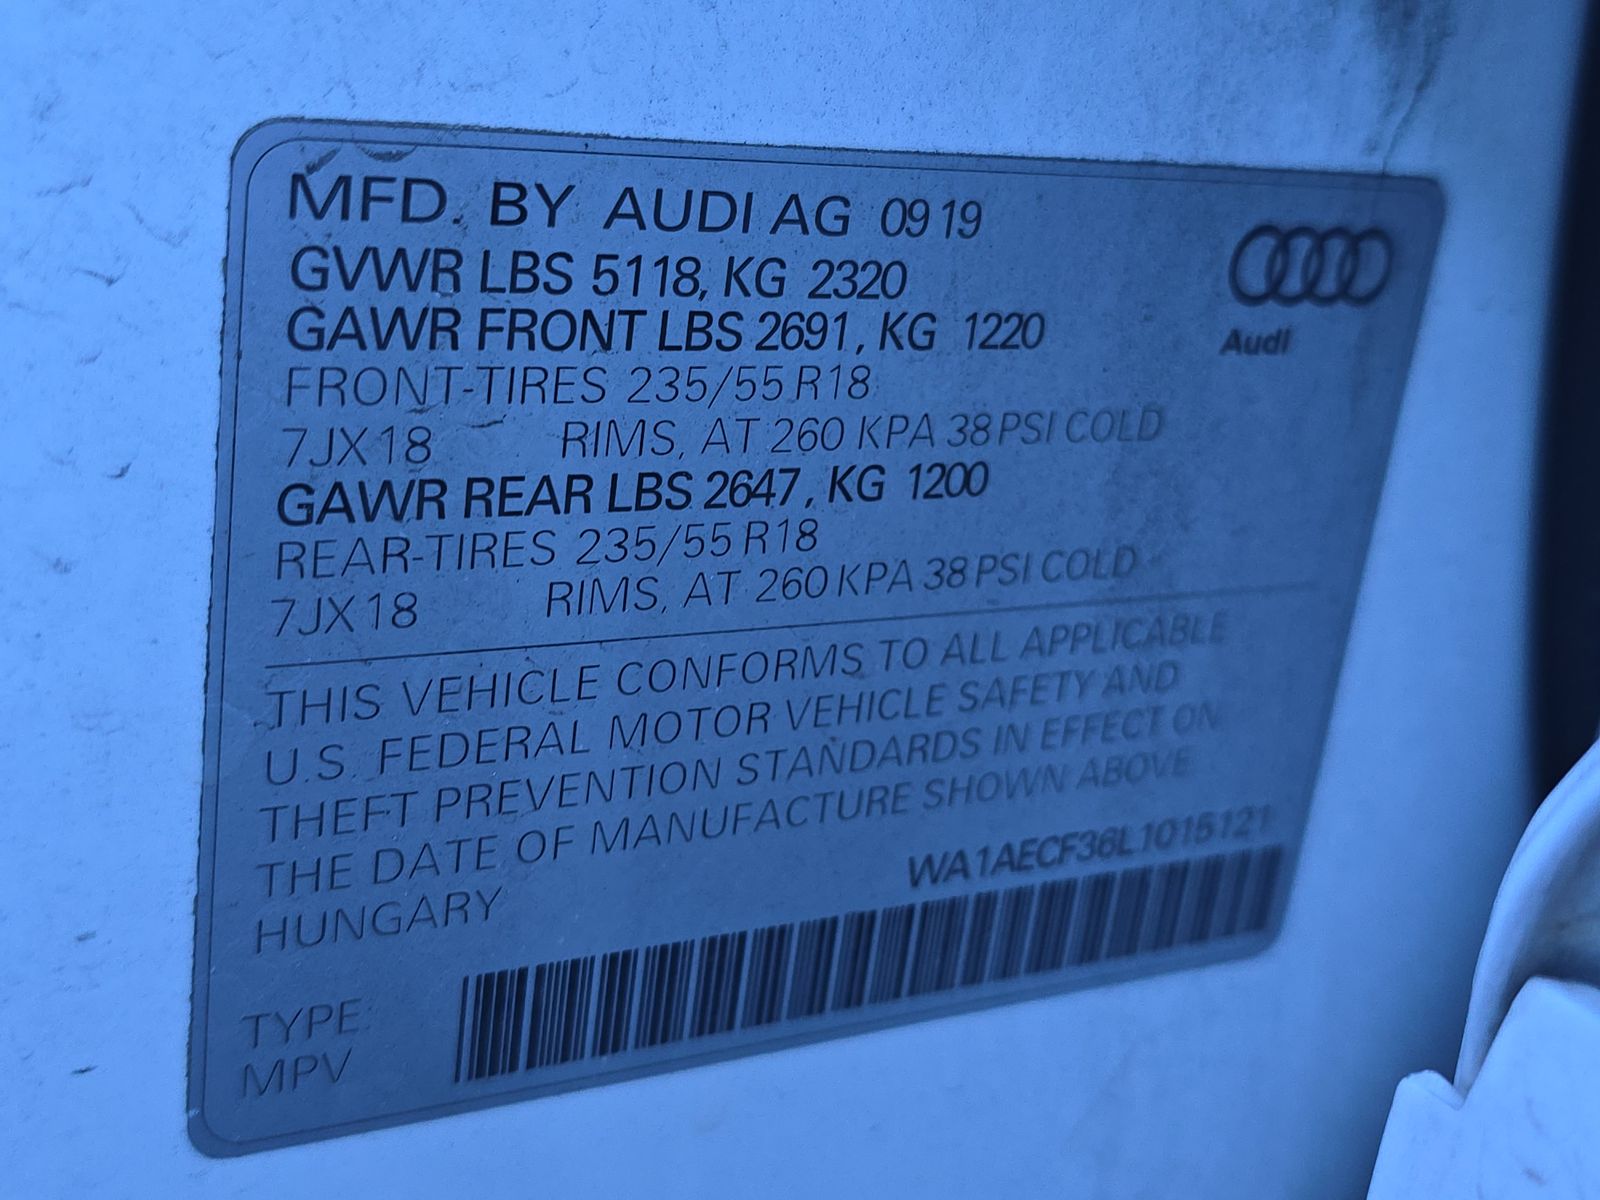 MFD. BY AUDI AG 09 19
GVWR LBS 5118, KG 2320
GAWR FRONT LBS 2691, KG 1220
FRONT-TIRES 235/55 R18
7JX18 RIMS, AT 260 KPA 38 PSI COLD
GAWR REAR LBS 2647, KG 1200
REAR-TIRES 235/55 R18
7JX18 RIMS, AT 260 KPA 38 PSI COLD
Audi
THIS VEHICLE CONFORMS TO ALL APPLICABLE
U.S. FEDERAL MOTOR VEHICLE SAFETY AND
THEFT PREVENTION STANDARDS IN EFFECT ON
THE DATE OF MANUFACTURE SHOWN ABOVE
HUNGARY
WA1AECF36L1015121
TYPE:
MPV